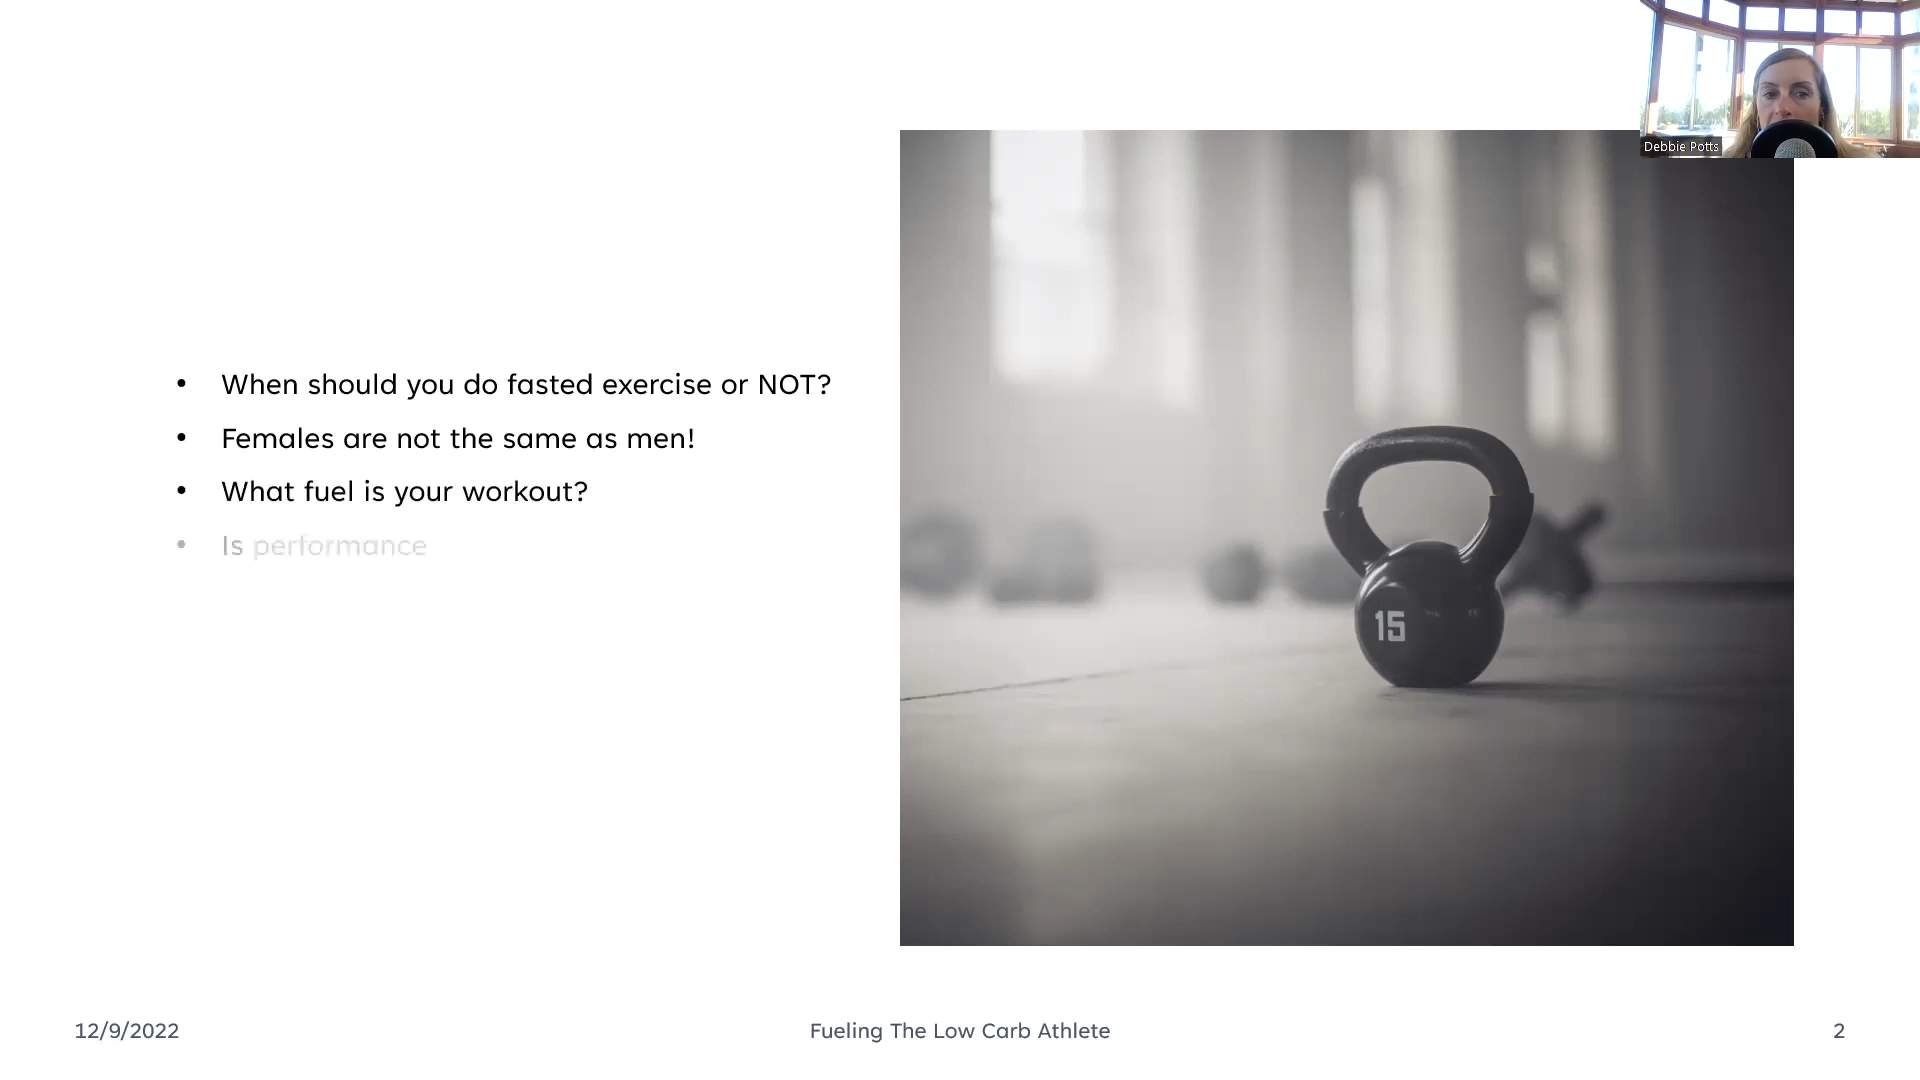 Debbie Potts
• When should you do fasted exercise or NOT?
• Females are not the same as men!
• What fuel is your workout?
• Is performance
15
12/9/2022
Fueling The Low Carb Athlete
2